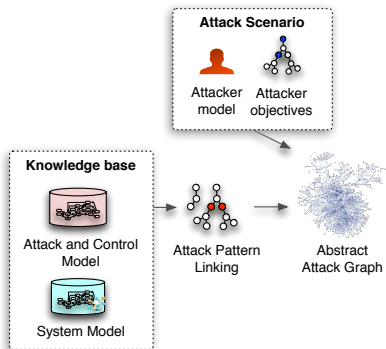 Attack Scenario
Attacker
model
Attacker
objectives
Knowledge base
Attack and Control
Model
System Model
Attack Pattern
Linking
Abstract
Attack Graph